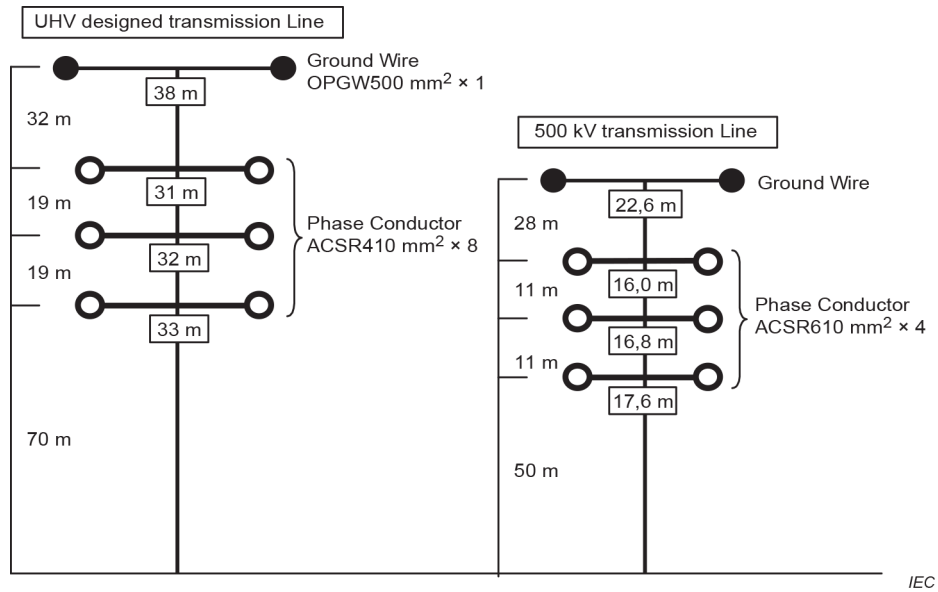 UHV designed transmission Line
Ground Wire
OPGW500 mm² × 1
38 m
32 m
31 m
19 m
Phase Conductor
ACSR410 mm² × 8
32 m
19 m
33 m
70 m
500 kV transmission Line
Ground Wire
22,6 m
28 m
16,0 m
11 m
Phase Conductor
ACSR610 mm² × 4
16,8 m
11 m
17,6 m
50 m
IEC